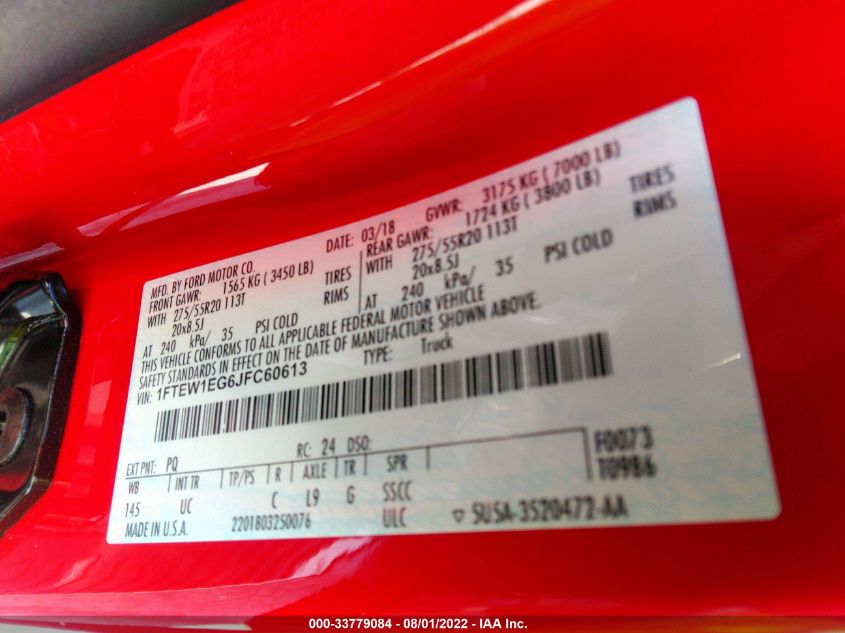 MFD. BY FORD MOTOR CO. DATE: 03/18 GVWR: 3175 KG ( 7000 LB)
FRONT GAWR: 1565 KG ( 3450 LB) REAR GAWR: 1724 KG ( 3800 LB)
WITH 275/55R20 113T TIRES WITH 275/55R20 113T TIRES
20x8.5J RIMS 20x8.5J RIMS
AT 240 kPa/ 35 PSI COLD AT 240 kPa/ 35 PSI COLD
THIS VEHICLE CONFORMS TO ALL APPLICABLE FEDERAL MOTOR VEHICLE
SAFETY STANDARDS IN EFFECT ON THE DATE OF MANUFACTURE SHOWN ABOVE.
VIN: 1FTEW1EG6JFC60613 TYPE: Truck
F0073
EXT PNT: PQ RC: 24 DSO: T0986
WB INT TR TP/PS R AXLE TR SPR
145 UC C L9 G SSCC
MADE IN U.S.A. 2201803250076 ULC ▽ 5U5A-3520472-AA
000-33779084 - 08/01/2022 - IAA Inc.